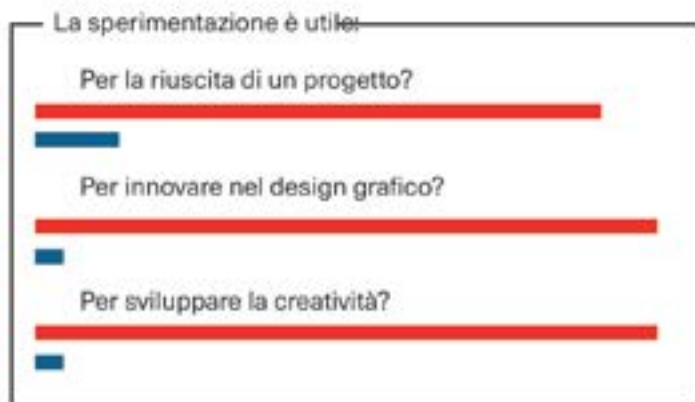 La sperimentazione è utile:
Per la riuscita di un progetto?
Per innovare nel design grafico?
Per sviluppare la creatività?